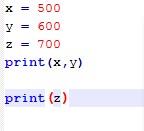 x = 500
y = 600
z = 700
print(x,y)
print(z)